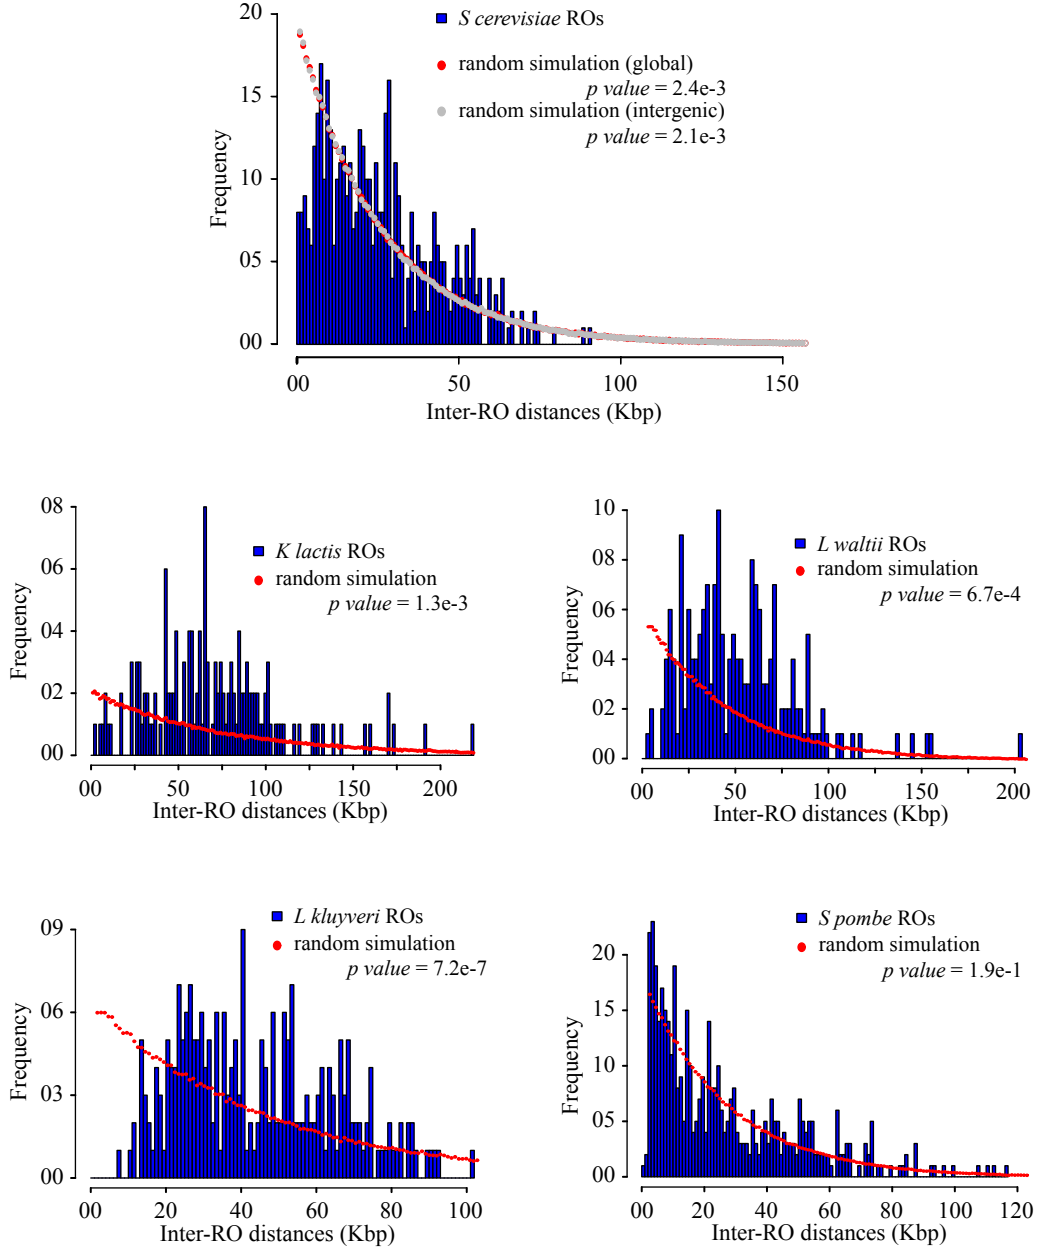 20
15
10
05
00
Frequency
S cerevisiae ROs
random simulation (global)
p value = 2.4e-3
random simulation (intergenic)
p value = 2.1e-3
00 50 100 150
Inter-RO distances (Kbp)
08
06
04
02
00
Frequency
K lactis ROs
random simulation
p value = 1.3e-3
00 50 100 150 200
Inter-RO distances (Kbp)
10
08
06
04
02
00
Frequency
L waltii ROs
random simulation
p value = 6.7e-4
00 50 100 150 200
Inter-RO distances (Kbp)
09
06
03
00
Frequency
L kluyveri ROs
random simulation
p value = 7.2e-7
00 20 40 60 80 100
Inter-RO distances (Kbp)
20
15
10
05
00
Frequency
S pombe ROs
random simulation
p value = 1.9e-1
00 20 40 60 80 100 120
Inter-RO distances (Kbp)